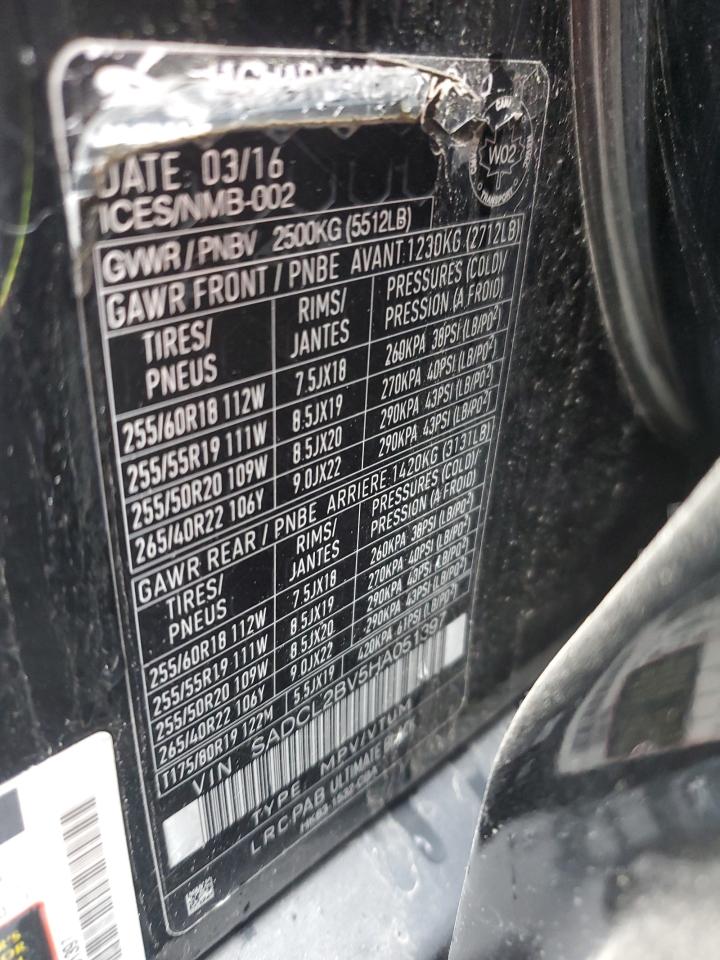 DATE 03/16
ICES/NMB-002
GVWR / PNBV 2500KG (5512LB)
GAWR FRONT / PNBE AVANT: 1230KG (2712LB)
TIRES/ PNEUS RIMS/ JANTES PRESSURES (COLD)/ PRESSION (A FROID)
255/60R18 112W 7.5JX18 260KPA 38PSI (LB/PO²)
255/55R19 111W 8.5JX19 270KPA 40PSI (LB/PO²)
255/50R20 109W 8.5JX20 290KPA 43PSI (LB/PO²)
265/40R22 106Y 9.0JX22 290KPA 43PSI (LB/PO²)
GAWR REAR / PNBE ARRIERE: 1420KG (3131LB)
TIRES/ PNEUS RIMS/ JANTES PRESSURES (COLD)/ PRESSION (A FROID)
255/60R18 112W 7.5JX18 260KPA 38PSI (LB/PO²)
255/55R19 111W 8.5JX19 270KPA 40PSI (LB/PO²)
255/50R20 109W 8.5JX20 290KPA 43PSI (LB/PO²)
265/40R22 106Y 9.0JX22 290KPA 43PSI (LB/PO²)
T175/80R19 122M 5.5JX19 420KPA 61PSI (LB/PO²)
VIN SADCL2BV5HA051397
TYPE MPV/VTUM
LRC-PAB ULTIMATE
W02
TRANSPORT